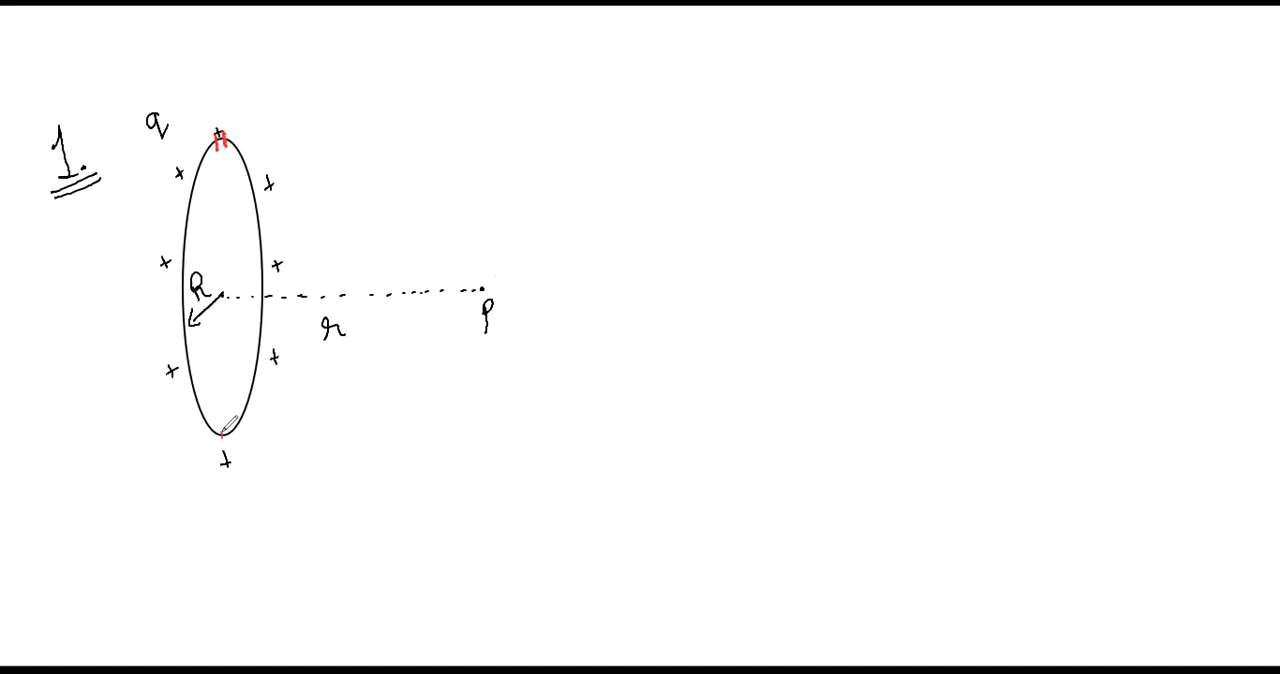 1.
q
+
+ +
+ +
R
r
P
+ +
+